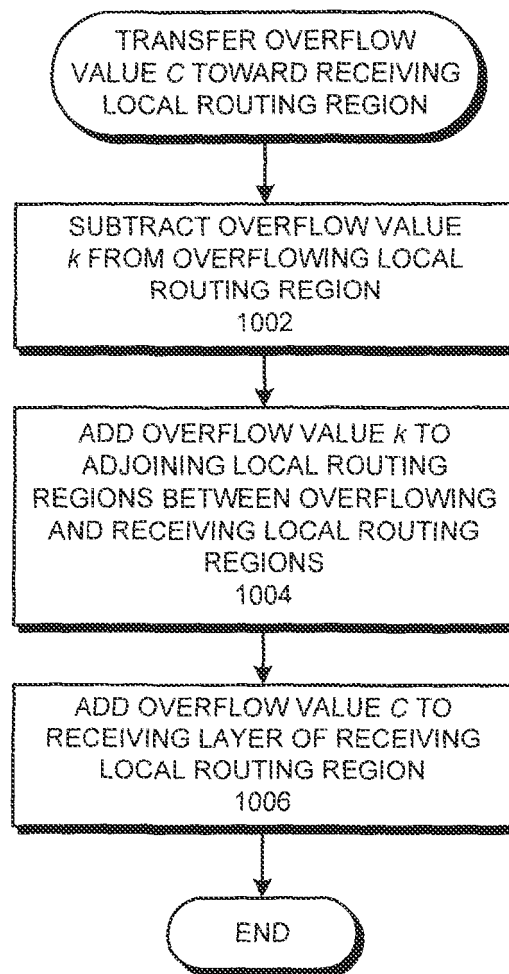 TRANSFER OVERFLOW
VALUE C TOWARD RECEIVING
LOCAL ROUTING REGION
SUBTRACT OVERFLOW VALUE
k FROM OVERFLOWING LOCAL
ROUTING REGION
1002
ADD OVERFLOW VALUE k TO
ADJOINING LOCAL ROUTING
REGIONS BETWEEN OVERFLOWING
AND RECEIVING LOCAL ROUTING
REGIONS
1004
ADD OVERFLOW VALUE C TO
RECEIVING LAYER OF RECEIVING
LOCAL ROUTING REGION
1006
END